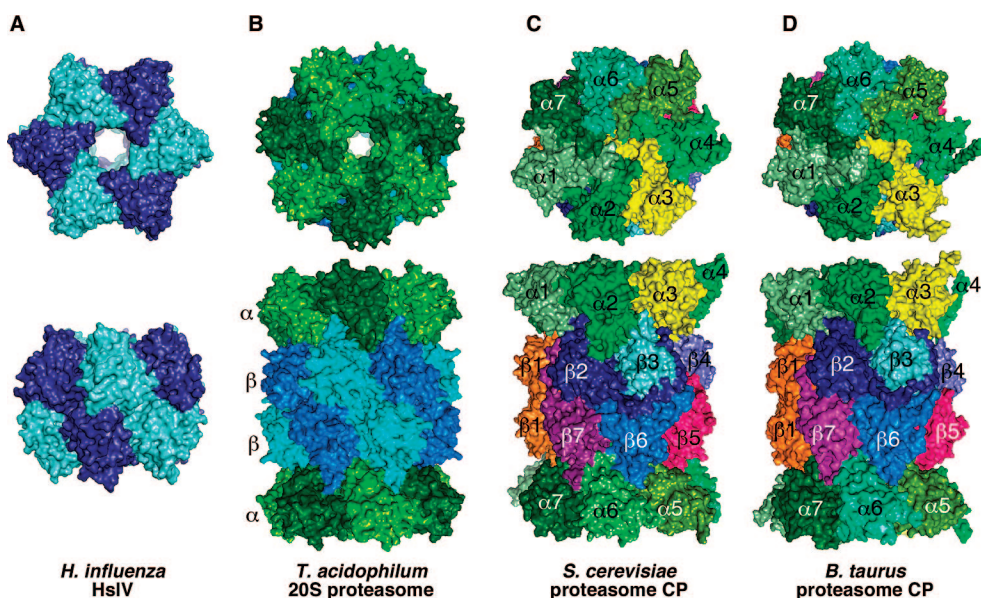 A
B
C
D
α6
α5
α7
α4
α1
α2
α3
α6
α5
α7
α4
α1
α2
α3
α
β
β
α
α1
α2
α3
α4
β1
β2
β3
β4
β1
β7
β6
β5
α7
α6
α5
α1
α2
α3
α4
β1
β2
β3
β4
β1
β7
β6
β5
α7
α6
α5
H. influenza
HslV
T. acidophilum
20S proteasome
S. cerevisiae
proteasome CP
B. taurus
proteasome CP